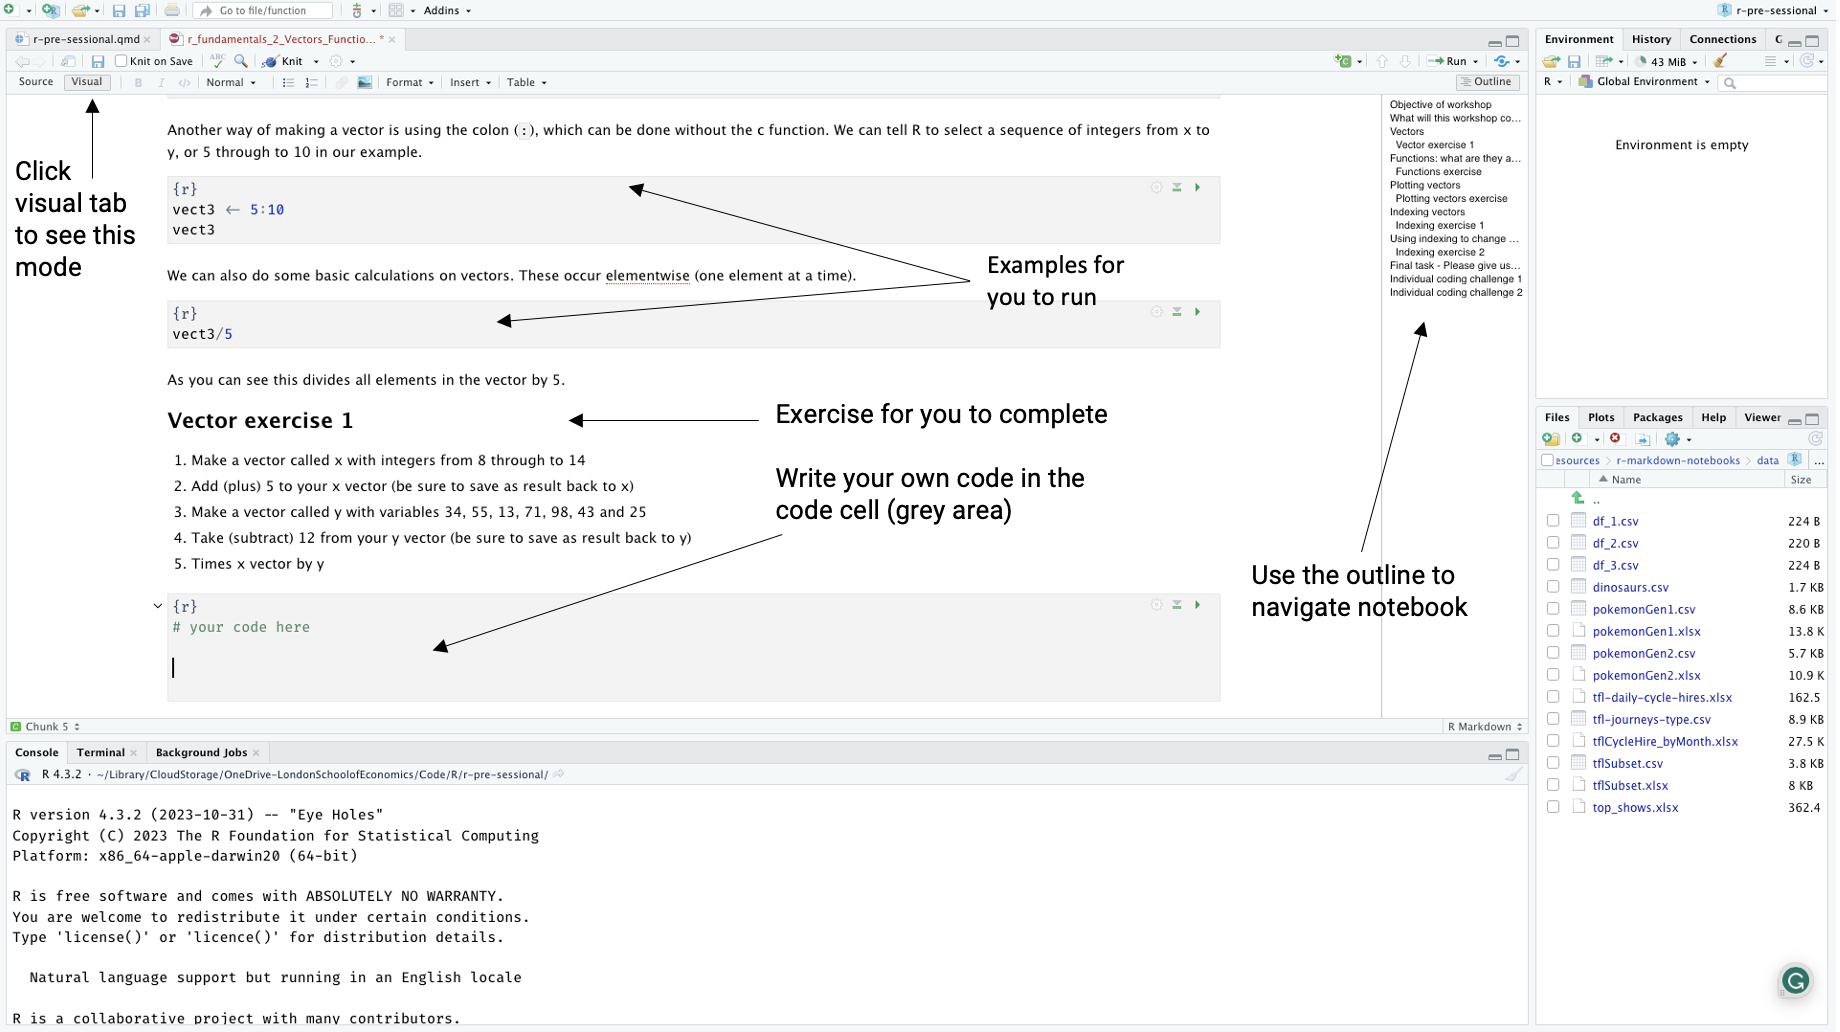 Go to file/function
Addins
r-pre-sessional
r-pre-sessional.qmd
r_fundamentals_2_Vectors_Functio... *
Knit on Save
ABC
Knit
Run
Source
Visual
B
I
</>
Normal
Format
Insert
Table
Outline
Another way of making a vector is using the colon (:), which can be done without the c function. We can tell R to select a sequence of integers from x to
y, or 5 through to 10 in our example.
{r}
vect3 <- 5:10
vect3
We can also do some basic calculations on vectors. These occur elementwise (one element at a time).
{r}
vect3/5
As you can see this divides all elements in the vector by 5.
Vector exercise 1
1. Make a vector called x with integers from 8 through to 14
2. Add (plus) 5 to your x vector (be sure to save as result back to x)
3. Make a vector called y with variables 34, 55, 13, 71, 98, 43 and 25
4. Take (subtract) 12 from your y vector (be sure to save as result back to y)
5. Times x vector by y
{r}
# your code here
Click
visual tab
to see this
mode
Examples for
you to run
Exercise for you to complete
Write your own code in the
code cell (grey area)
Use the outline to
navigate notebook
Objective of workshop
What will this workshop co...
Vectors
Vector exercise 1
Functions: what are they a...
Functions exercise
Plotting vectors
Plotting vectors exercise
Indexing vectors
Indexing exercise 1
Using indexing to change ...
Indexing exercise 2
Final task - Please give us...
Individual coding challenge 1
Individual coding challenge 2
Chunk 5
R Markdown
Console
Terminal
Background Jobs
R 4.3.2 · ~/Library/CloudStorage/OneDrive-LondonSchoolofEconomics/Code/R/r-pre-sessional/
R version 4.3.2 (2023-10-31) -- "Eye Holes"
Copyright (C) 2023 The R Foundation for Statistical Computing
Platform: x86_64-apple-darwin20 (64-bit)
R is free software and comes with ABSOLUTELY NO WARRANTY.
You are welcome to redistribute it under certain conditions.
Type 'license()' or 'licence()' for distribution details.
Natural language support but running in an English locale
R is a collaborative project with many contributors.
Environment
History
Connections
43 MiB
R
Global Environment
Environment is empty
Files
Plots
Packages
Help
Viewer
esources > r-markdown-notebooks > data
...
Name
Size
..
df_1.csv 224 B
df_2.csv 220 B
df_3.csv 224 B
dinosaurs.csv 1.7 KB
pokemonGen1.csv 8.6 KB
pokemonGen1.xlsx 13.8 K
pokemonGen2.csv 5.7 KB
pokemonGen2.xlsx 10.9 K
tfl-daily-cycle-hires.xlsx 162.5
tfl-journeys-type.csv 8.9 KB
tflCycleHire_byMonth.xlsx 27.5 K
tflSubset.csv 3.8 KB
tflSubset.xlsx 8 KB
top_shows.xlsx 362.4